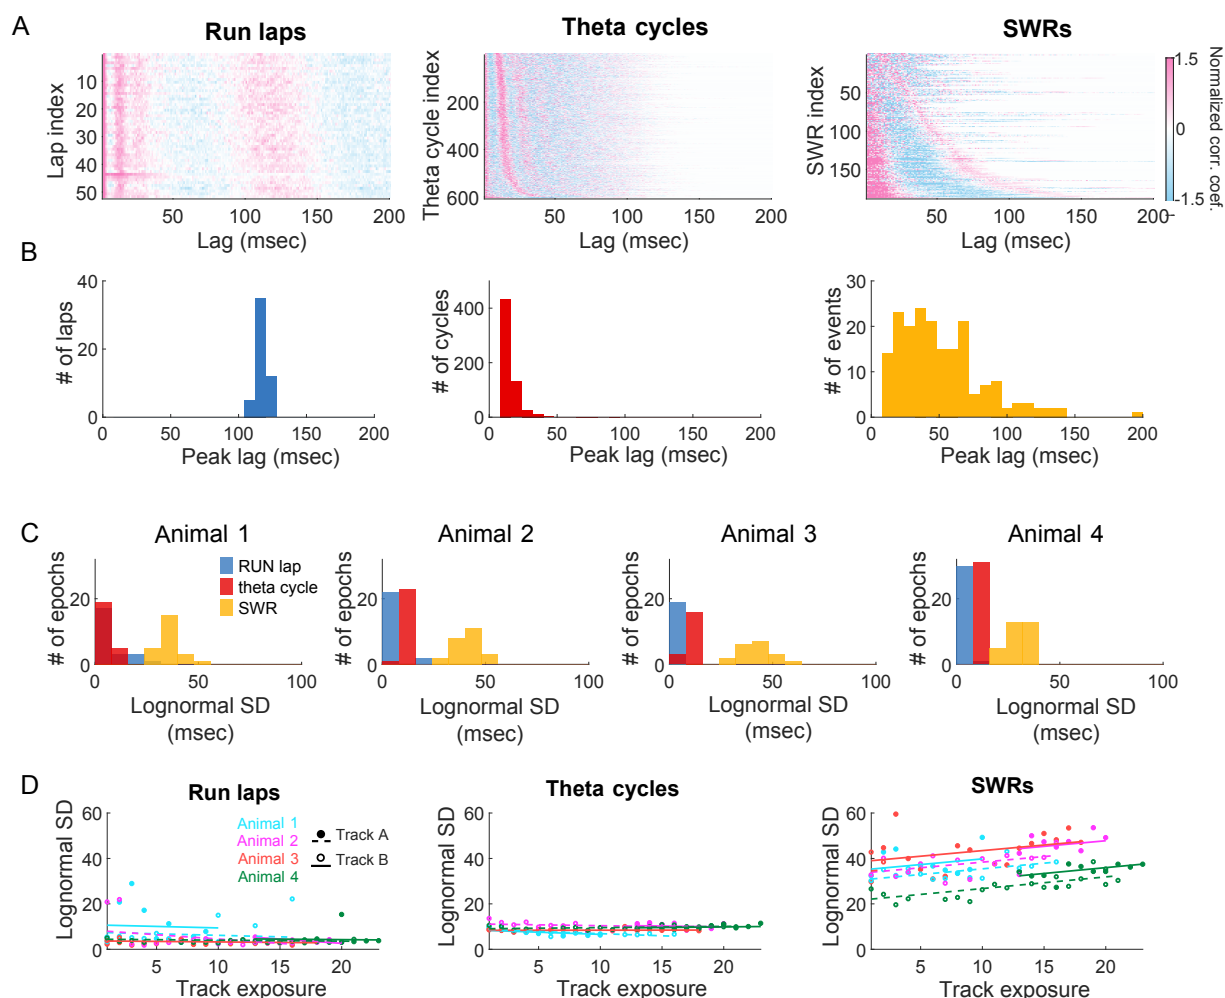 A
Run laps
Theta cycles
SWRs
Lap index
10
20
30
40
50
50
100
150
200
Lag (msec)
Theta cycle index
200
400
600
50
100
150
200
Lag (msec)
SWR index
50
100
150
50
100
150
200
Lag (msec)
1.5
0
-1.5
Normalized corr. coef.
B
# of laps
40
20
0
0
50
100
150
200
Peak lag (msec)
# of cycles
400
200
0
0
50
100
150
200
Peak lag (msec)
# of events
30
20
10
0
0
50
100
150
200
Peak lag (msec)
C
Animal 1
Animal 2
Animal 3
Animal 4
# of epochs
20
0
RUN lap
theta cycle
SWR
0
50
100
Lognormal SD
(msec)
# of epochs
20
0
0
50
100
Lognormal SD
(msec)
# of epochs
20
0
0
50
100
Lognormal SD
(msec)
# of epochs
20
0
0
50
100
Lognormal SD
(msec)
D
Run laps
Theta cycles
SWRs
Lognormal SD
60
40
20
0
Animal 1
Animal 2
Animal 3
Animal 4
Track A
Track B
5
10
15
20
Track exposure
Lognormal SD
60
40
20
0
5
10
15
20
Track exposure
Lognormal SD
60
40
20
0
5
10
15
20
Track exposure